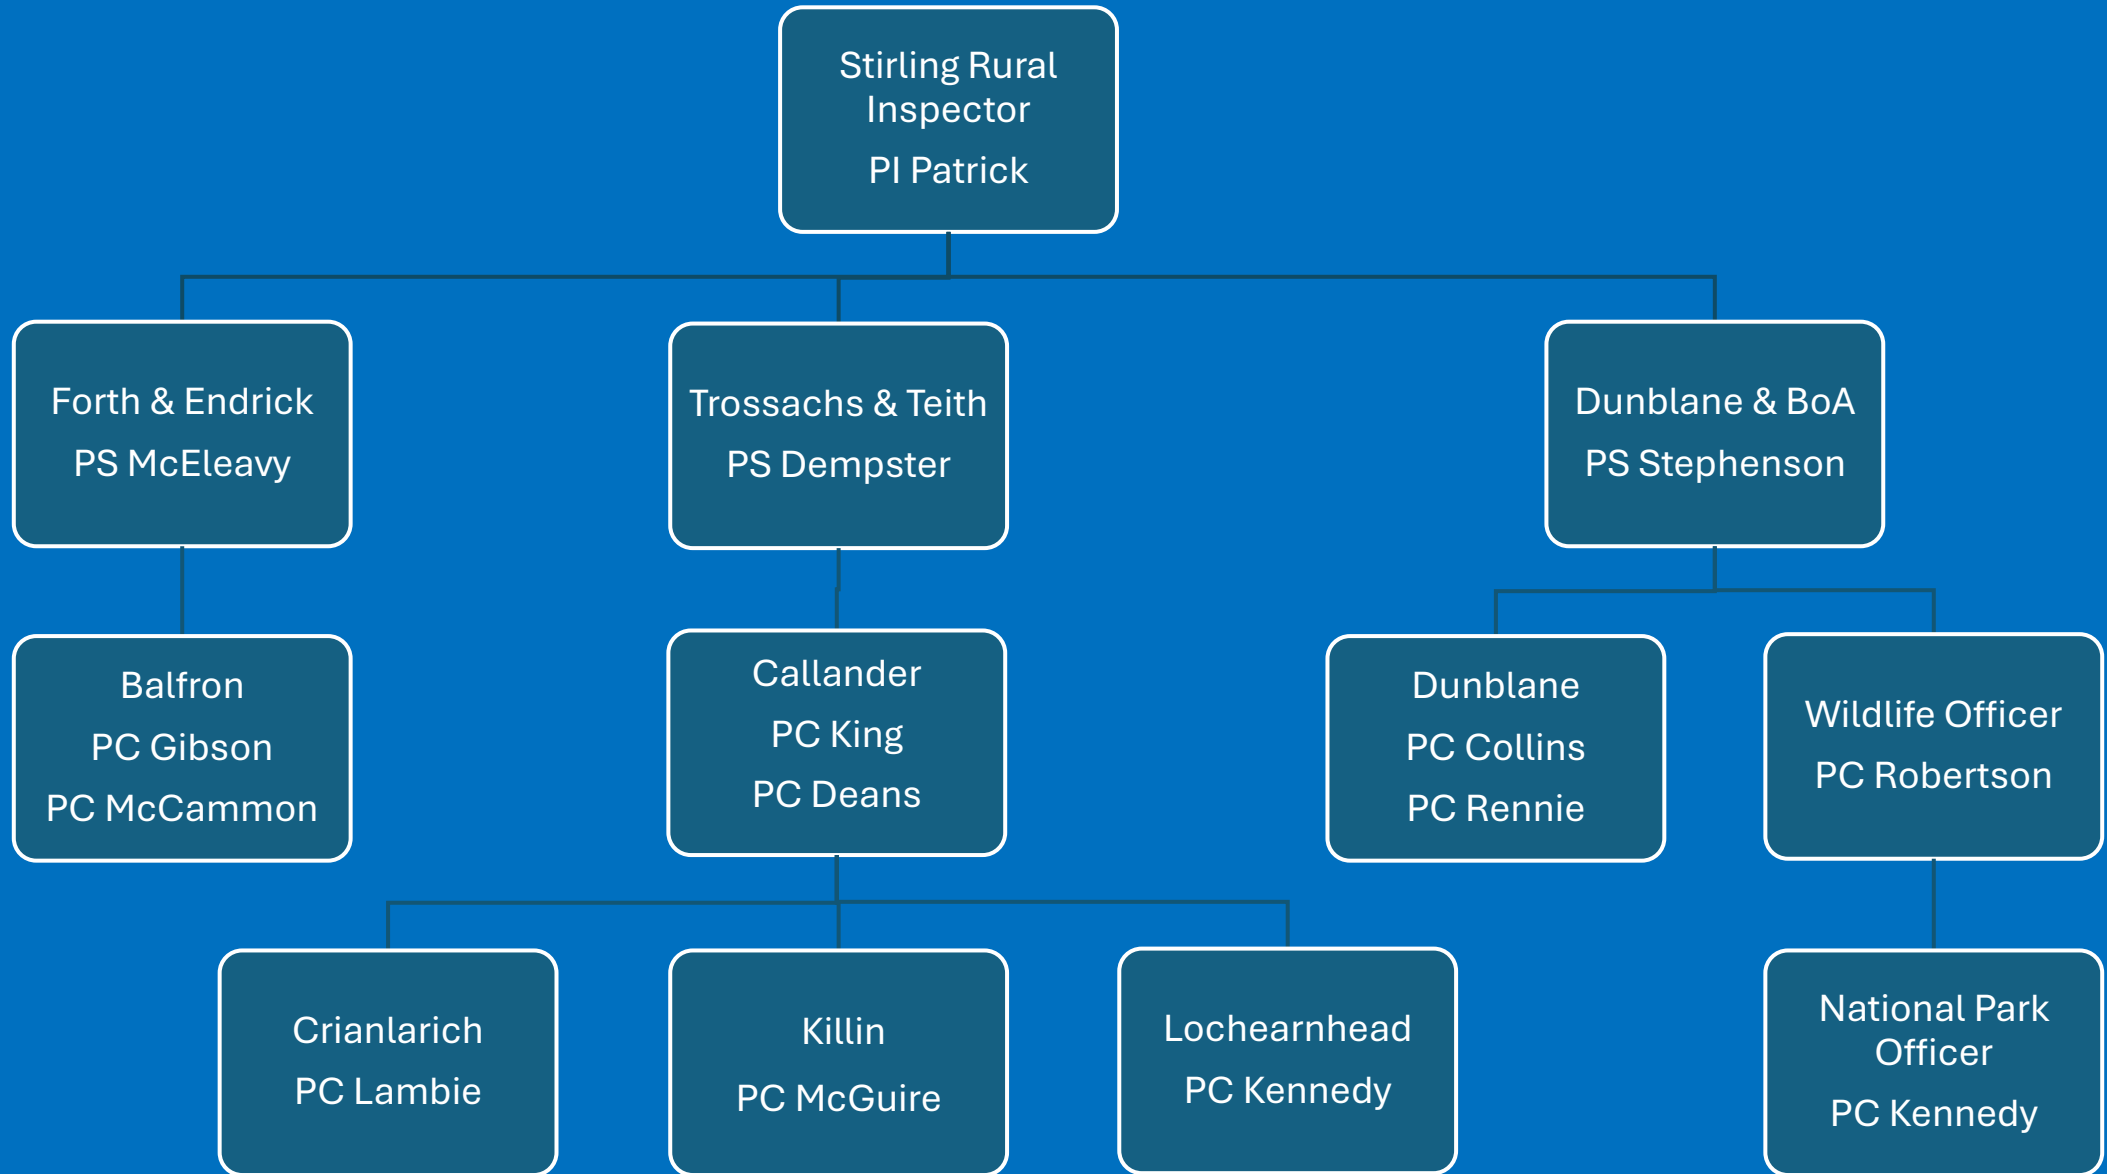 Stirling Rural
Inspector
PI Patrick
Forth & Endrick
PS McEleavy
Trossachs & Teith
PS Dempster
Dunblane & BoA
PS Stephenson
Balfron
PC Gibson
PC McCammon
Callander
PC King
PC Deans
Dunblane
PC Collins
PC Rennie
Wildlife Officer
PC Robertson
Crianlarich
PC Lambie
Killin
PC McGuire
Lochearnhead
PC Kennedy
National Park
Officer
PC Kennedy